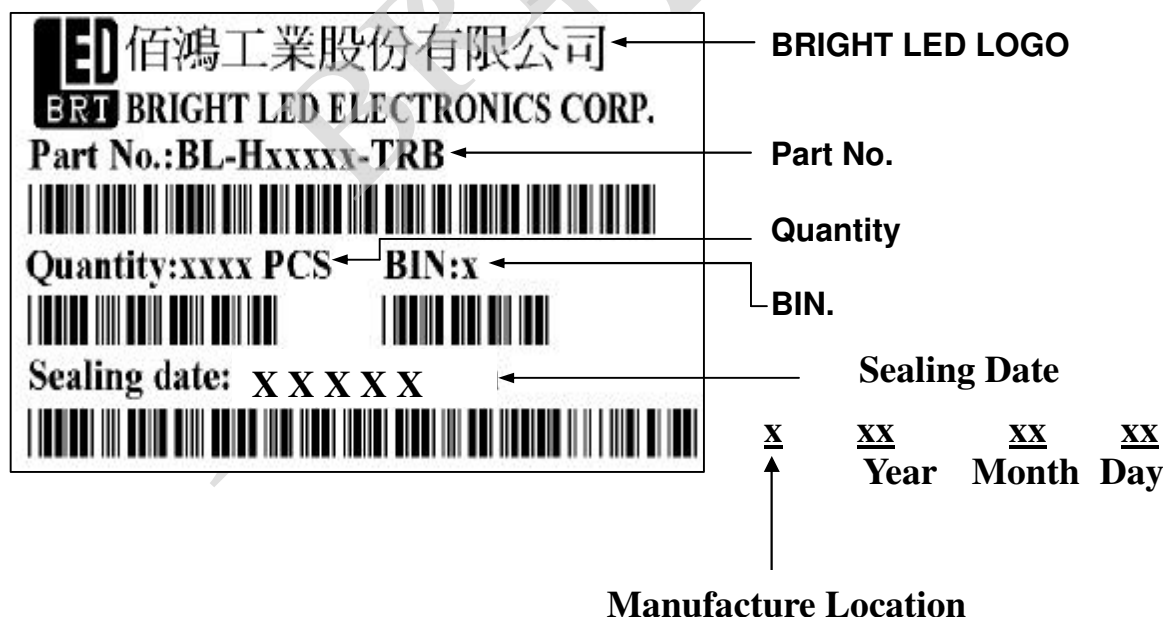 LED 佰鴻工業股份有限公司 BRIGHT LED LOGO
BRT BRIGHT LED ELECTRONICS CORP.
Part No.:BL-Hxxxxx-TRB Part No.
Quantity
Quantity:xxxx PCS BIN:x
BIN.
Sealing date: X X X X X Sealing Date
x xx xx xx
Year Month Day
Manufacture Location